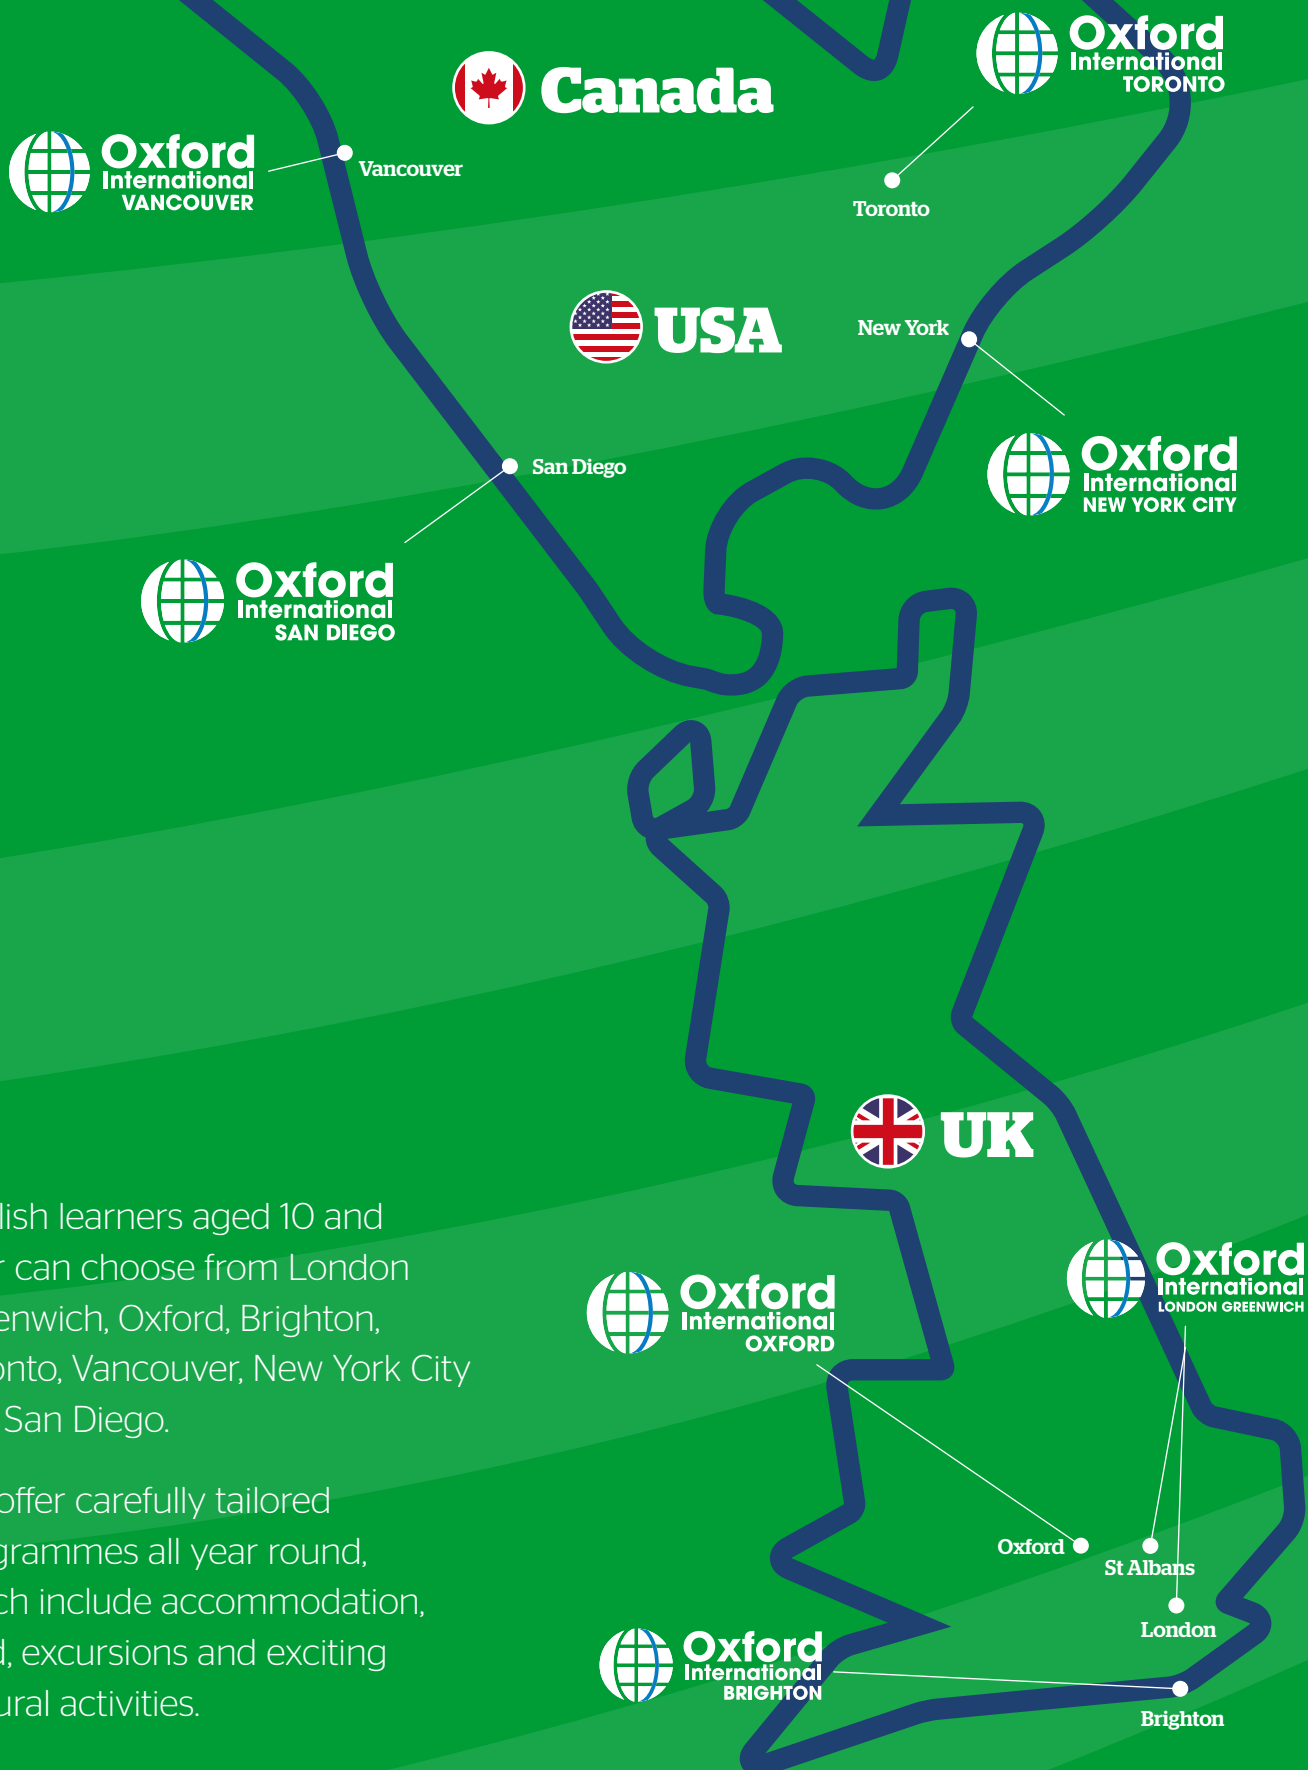 Canada
Oxford
International
TORONTO
Oxford
International
VANCOUVER
Vancouver
Toronto
USA
New York
San Diego
Oxford
International
NEW YORK CITY
Oxford
International
SAN DIEGO
UK
lish learners aged 10 and
r can choose from London
enwich, Oxford, Brighton,
onto, Vancouver, New York City
San Diego.
offer carefully tailored
grammes all year round,
ch include accommodation,
d, excursions and exciting
ural activities.
Oxford
International
OXFORD
Oxford
International
LONDON GREENWICH
Oxford
St Albans
London
Oxford
International
BRIGHTON
Brighton